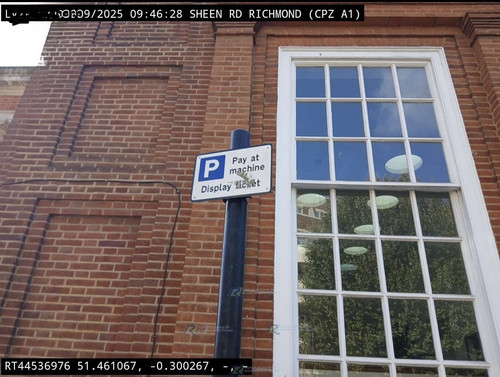 09/2025 09:46:28 SHEEN RD RICHMOND (CPZ A1)
P
Pay at
machine
Display ticket
RT44536976 51.461067, -0.300267, -